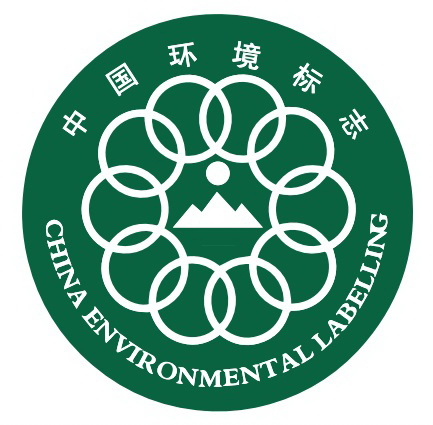 中国环境标志
CHINA ENVIRONMENTAL LABELLING